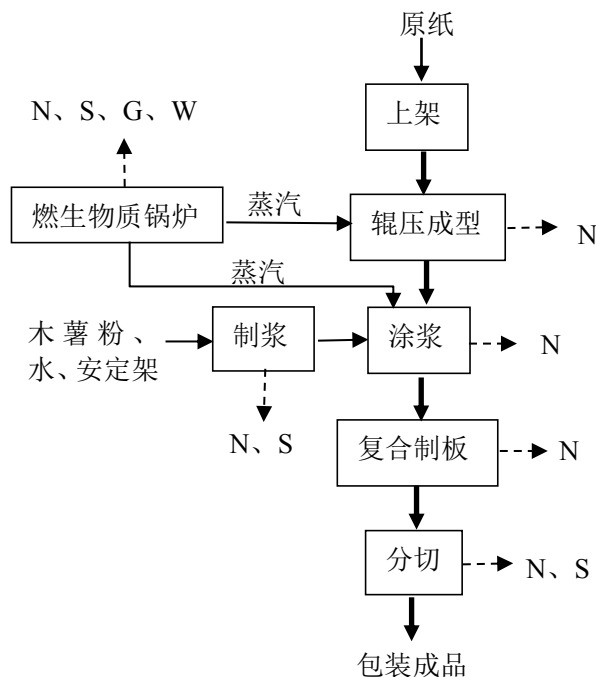 原纸
上架
N、S、G、W
燃生物质锅炉
蒸汽
辊压成型
N
蒸汽
木薯粉、
水、安定架
制浆
涂浆
N
N、S
复合制板
N
分切
N、S
包装成品